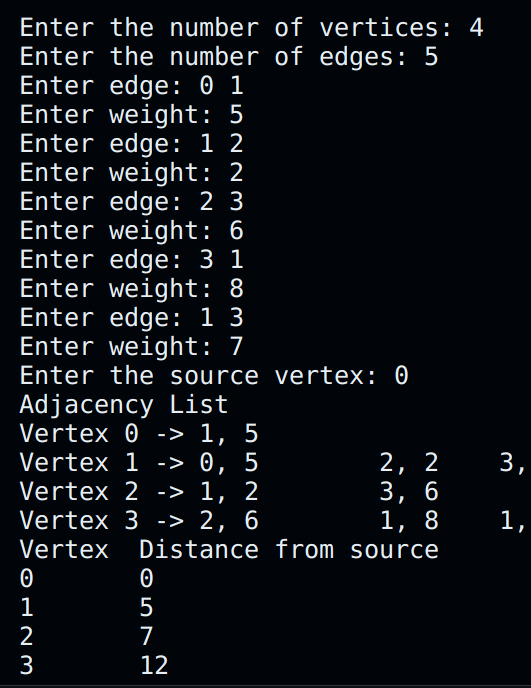 Enter the number of vertices: 4
Enter the number of edges: 5
Enter edge: 0 1
Enter weight: 5
Enter edge: 1 2
Enter weight: 2
Enter edge: 2 3
Enter weight: 6
Enter edge: 3 1
Enter weight: 8
Enter edge: 1 3
Enter weight: 7
Enter the source vertex: 0
Adjacency List
Vertex 0 -> 1, 5
Vertex 1 -> 0, 5        2, 2    3,
Vertex 2 -> 1, 2        3, 6
Vertex 3 -> 2, 6        1, 8    1,
Vertex  Distance from source
0       0
1       5
2       7
3       12